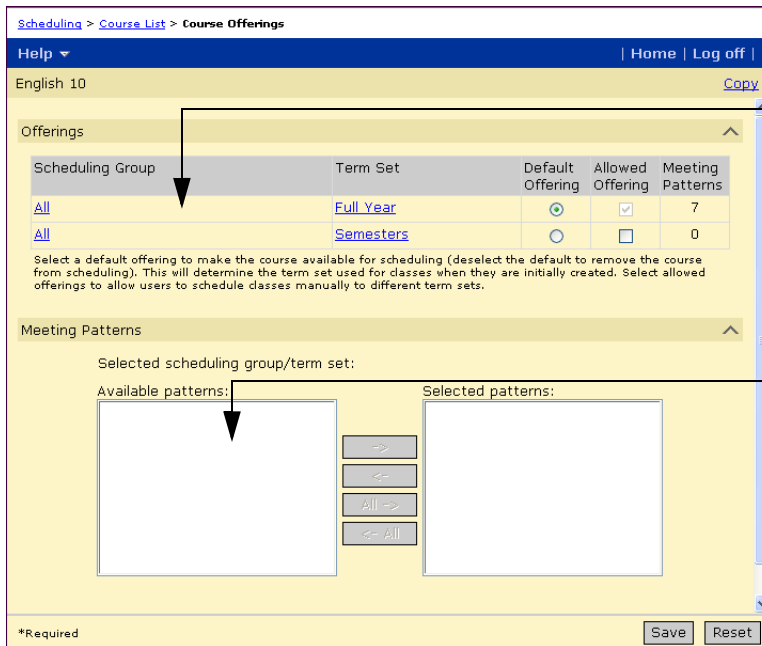 Scheduling > Course List > Course Offerings
Help | Home | Log off |
English 10 Copy
Offerings
Scheduling Group Term Set Default Offering Allowed Offering Meeting Patterns
All Full Year 7
All Semesters 0
Select a default offering to make the course available for scheduling (deselect the default to remove the course
from scheduling). This will determine the term set used for classes when they are initially created. Select allowed
offerings to allow users to schedule classes manually to different term sets.
Meeting Patterns
Selected scheduling group/term set:
Available patterns: Selected patterns:
->
<-
All ->
<- All
*Required Save Reset